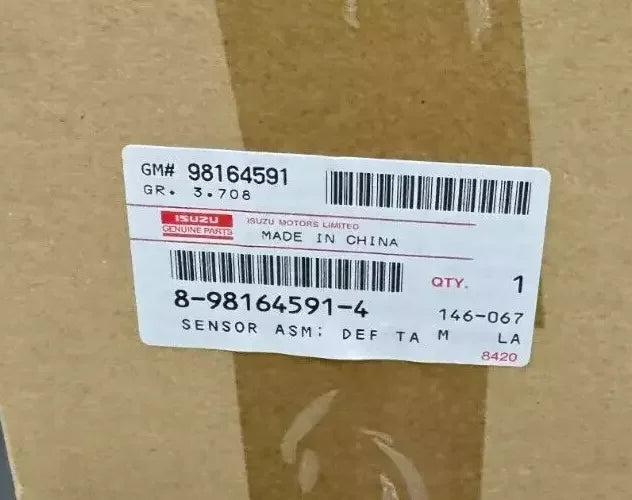 GM# 98164591
GR. 3.708
ISUZU
GENUINE PARTS
ISUZU MOTORS LIMITED
MADE IN CHINA
QTY. 1
8-98164591-4
146-067
SENSOR ASM: DEF TA M LA
8420